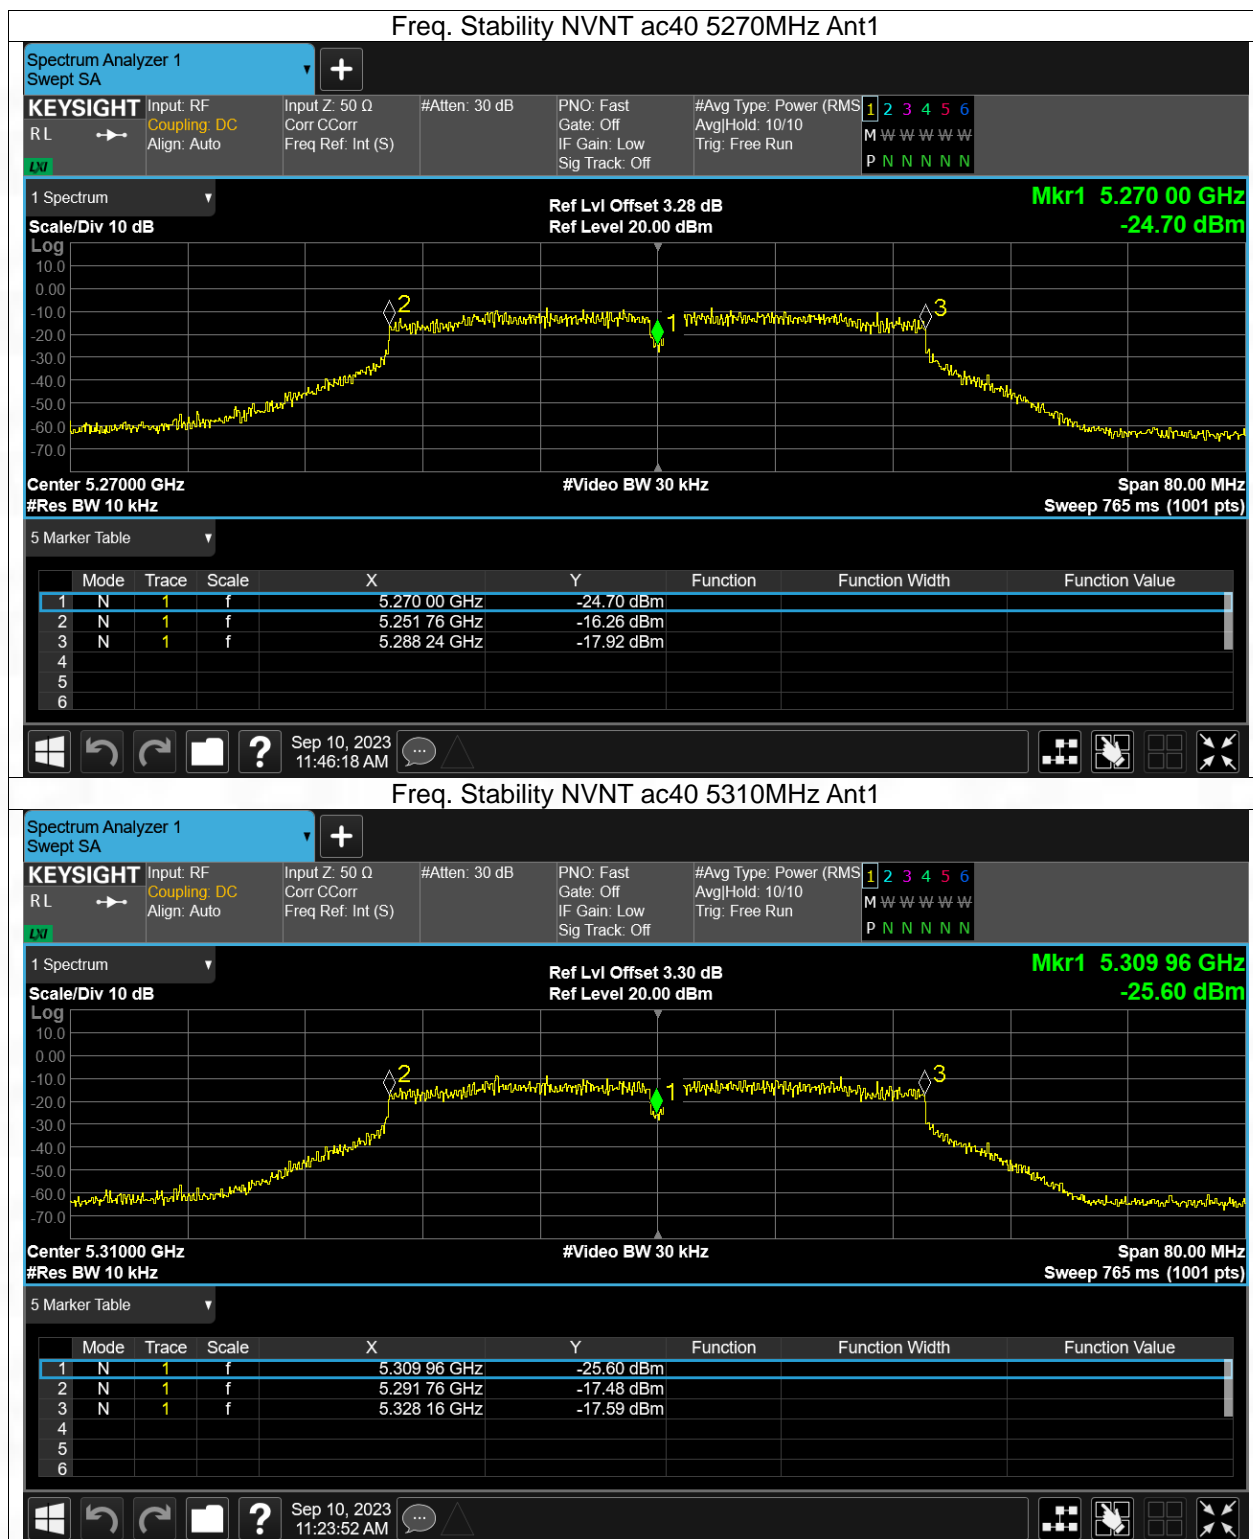 Freq. Stability NVNT ac40 5270MHz Ant1
Spectrum Analyzer 1
Swept SA
KEYSIGHT Input: RF Input Z: 50 Ω #Atten: 30 dB PNO: Fast #Avg Type: Power (RMS 1 2 3 4 5 6
RL Coupling: DC Corr CCorr Gate: Off Avg|Hold: 10/10 M W W W W W
Align: Auto Freq Ref: Int (S) IF Gain: Low Trig: Free Run
LXI Sig Track: Off P N N N N N
1 Spectrum Ref Lvl Offset 3.28 dB Mkr1 5.270 00 GHz
Scale/Div 10 dB Ref Level 20.00 dBm -24.70 dBm
Log
10.0
0.00
-10.0 2 3
-20.0 1
-30.0
-40.0
-50.0
-60.0
-70.0
Center 5.27000 GHz #Video BW 30 kHz Span 80.00 MHz
#Res BW 10 kHz Sweep 765 ms (1001 pts)
5 Marker Table
Mode Trace Scale X Y Function Function Width Function Value
1 N 1 f 5.270 00 GHz -24.70 dBm
2 N 1 f 5.251 76 GHz -16.26 dBm
3 N 1 f 5.288 24 GHz -17.92 dBm
4
5
6
? Sep 10, 2023
11:46:18 AM
Freq. Stability NVNT ac40 5310MHz Ant1
Spectrum Analyzer 1
Swept SA
KEYSIGHT Input: RF Input Z: 50 Ω #Atten: 30 dB PNO: Fast #Avg Type: Power (RMS 1 2 3 4 5 6
RL Coupling: DC Corr CCorr Gate: Off Avg|Hold: 10/10 M W W W W W
Align: Auto Freq Ref: Int (S) IF Gain: Low Trig: Free Run
LXI Sig Track: Off P N N N N N
1 Spectrum Ref Lvl Offset 3.30 dB Mkr1 5.309 96 GHz
Scale/Div 10 dB Ref Level 20.00 dBm -25.60 dBm
Log
10.0
0.00
-10.0 2 3
-20.0 1
-30.0
-40.0
-50.0
-60.0
-70.0
Center 5.31000 GHz #Video BW 30 kHz Span 80.00 MHz
#Res BW 10 kHz Sweep 765 ms (1001 pts)
5 Marker Table
Mode Trace Scale X Y Function Function Width Function Value
1 N 1 f 5.309 96 GHz -25.60 dBm
2 N 1 f 5.291 76 GHz -17.48 dBm
3 N 1 f 5.328 16 GHz -17.59 dBm
4
5
6
? Sep 10, 2023
11:23:52 AM